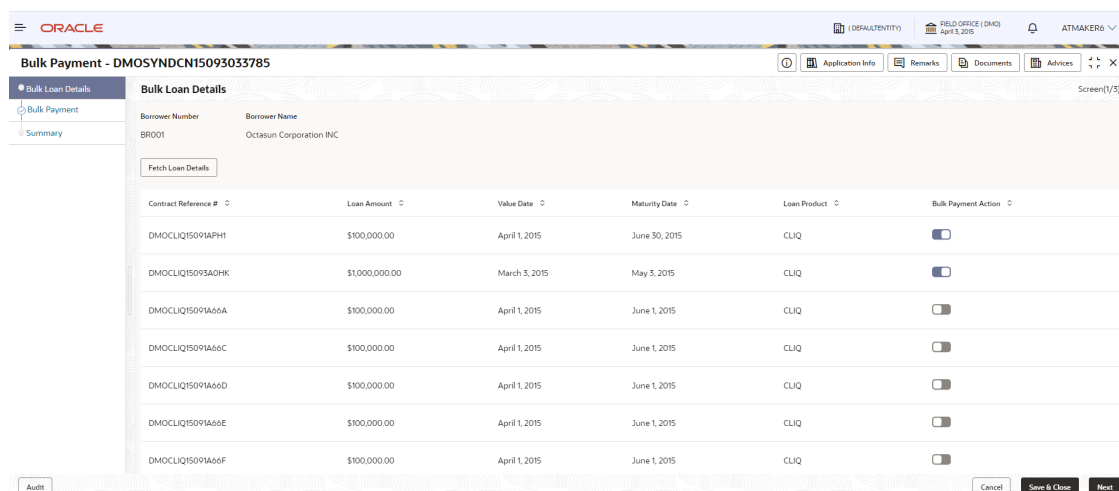 ORACLE
( DEFAULTENTITY)
FIELD OFFICE ( DMO)
April 3, 2015
ATMAKER6
Bulk Payment - DMOSYNDCN15093033785
Application Info
Remarks
Documents
Advices
Bulk Loan Details
Bulk Payment
Summary
Bulk Loan Details
Screen(1/3)
Borrower Number Borrower Name
BR001 Octasun Corporation INC
Fetch Loan Details
Contract Reference # Loan Amount Value Date Maturity Date Loan Product Bulk Payment Action
DMOCLIQ15091APH1 $100,000.00 April 1, 2015 June 30, 2015 CLIQ
DMOCLIQ15093A0HK $1,000,000.00 March 3, 2015 May 3, 2015 CLIQ
DMOCLIQ15091A66A $100,000.00 April 1, 2015 June 1, 2015 CLIQ
DMOCLIQ15091A66C $100,000.00 April 1, 2015 June 1, 2015 CLIQ
DMOCLIQ15091A66D $100,000.00 April 1, 2015 June 1, 2015 CLIQ
DMOCLIQ15091A66E $100,000.00 April 1, 2015 June 1, 2015 CLIQ
DMOCLIQ15091A66F $100,000.00 April 1, 2015 June 1, 2015 CLIQ
Audit
Cancel
Save & Close
Next